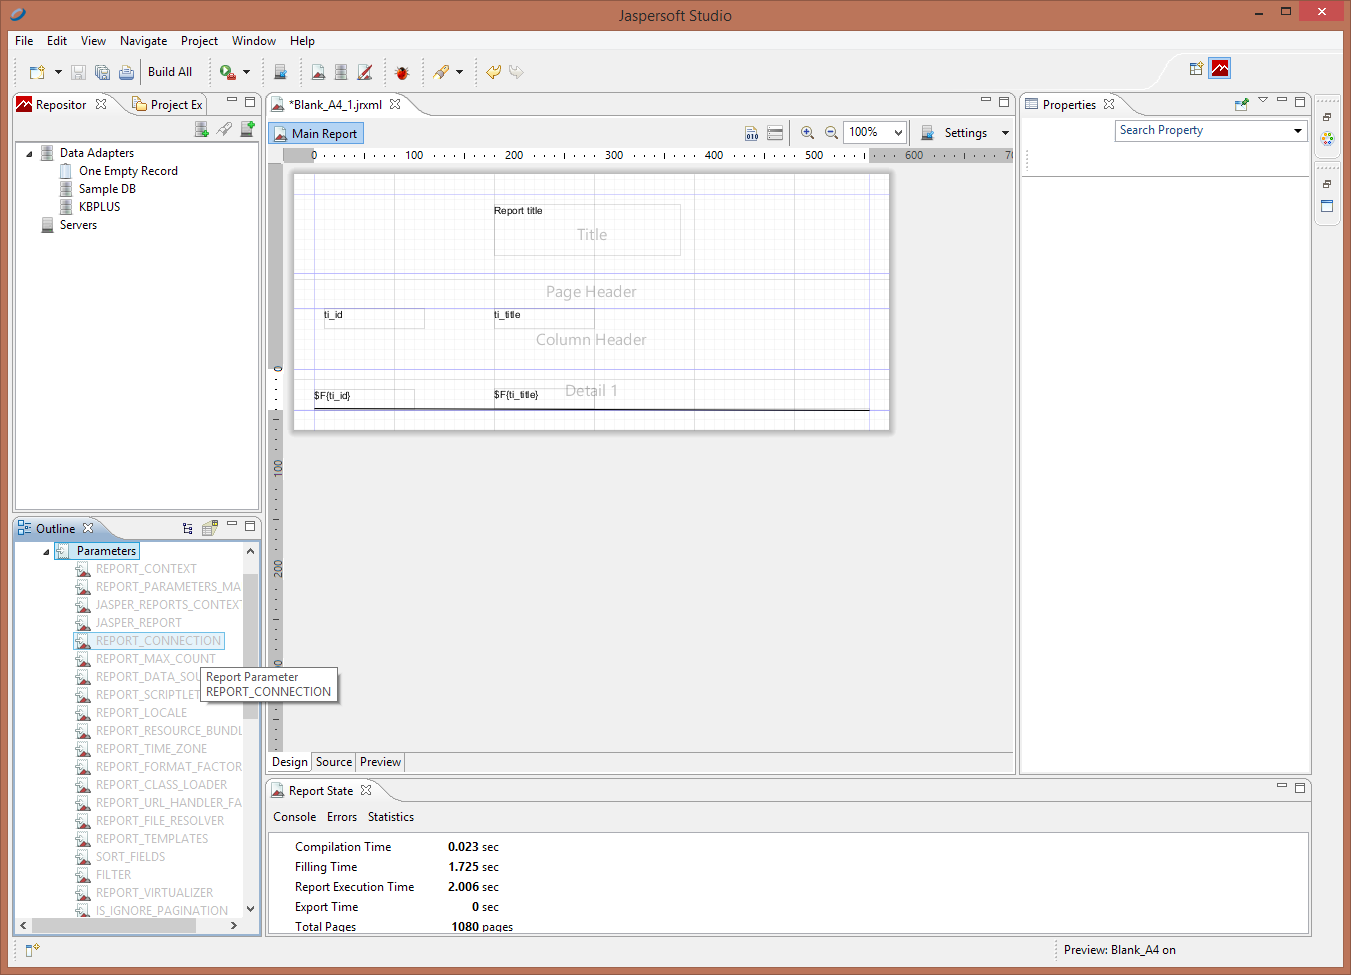 Jaspersoft Studio
File Edit View Navigate Project Window Help
Build All
Repositor
Project Ex
Data Adapters
One Empty Record
Sample DB
KBPLUS
Servers
*Blank_A4_1.jrxml
Main Report
100%
Settings
0 100 200 300 400 500 600
Report title
Title
Page Header
ti_id ti_title
Column Header
$F{ti_id} $F{ti_title} Detail 1
0
100
200
Design Source Preview
Properties
Search Property
Outline
Parameters
REPORT_CONTEXT
REPORT_PARAMETERS_MA
JASPER_REPORTS_CONTEXT
JASPER_REPORT
REPORT_CONNECTION
REPORT_MAX_COUNT
REPORT_DATA_SOU
REPORT_SCRIPTLET
REPORT_LOCALE
REPORT_RESOURCE_BUNDL
REPORT_TIME_ZONE
REPORT_FORMAT_FACTOR
REPORT_CLASS_LOADER
REPORT_URL_HANDLER_FA
REPORT_FILE_RESOLVER
REPORT_TEMPLATES
SORT_FIELDS
FILTER
REPORT_VIRTUALIZER
IS_IGNORE_PAGINATION
Report Parameter
REPORT_CONNECTION
Report State
Console Errors Statistics
Compilation Time 0.023 sec
Filling Time 1.725 sec
Report Execution Time 2.006 sec
Export Time 0 sec
Total Pages 1080 pages
Preview: Blank_A4 on